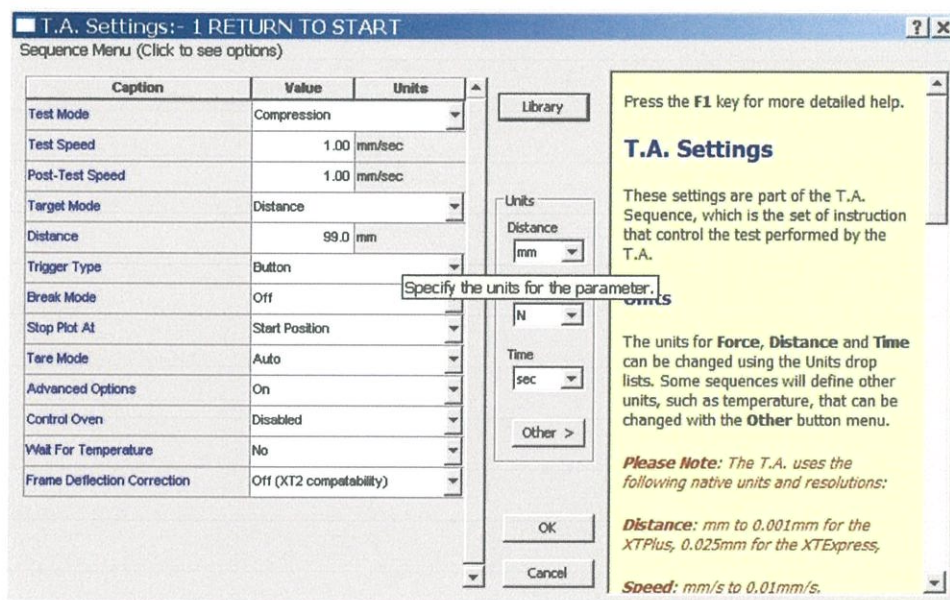 T.A. Settings:- 1 RETURN TO START
Sequence Menu (Click to see options)
Caption Value Units
Test Mode Compression
Test Speed 1.00 mm/sec
Post-Test Speed 1.00 mm/sec
Target Mode Distance
Distance 99.0 mm
Trigger Type Button
Break Mode Off
Stop Plot At Start Position
Tare Mode Auto
Advanced Options On
Control Oven Disabled
Wait For Temperature No
Frame Deflection Correction Off (XT2 compatability)
Library
Units
Distance
mm
Specify the units for the parameter.
N
Time
sec
Other >
OK
Cancel
Press the F1 key for more detailed help.
T.A. Settings
These settings are part of the T.A.
Sequence, which is the set of instruction
that control the test performed by the
T.A.
Units
The units for Force, Distance and Time
can be changed using the Units drop
lists. Some sequences will define other
units, such as temperature, that can be
changed with the Other button menu.
Please Note: The T.A. uses the
following native units and resolutions:
Distance: mm to 0.001mm for the
XTPlus, 0.025mm for the XTExpress,
Speed: mm/s to 0.01mm/s.